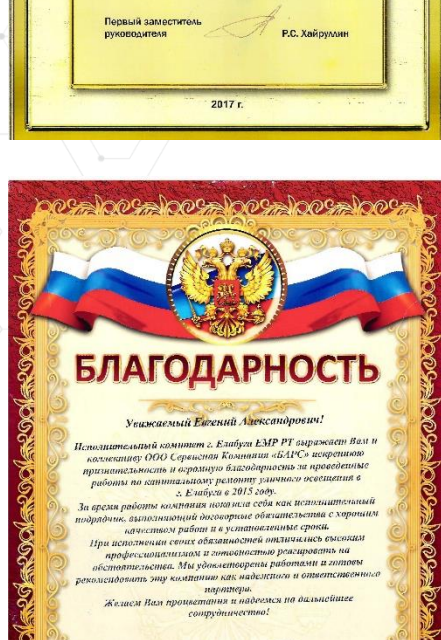 Первый заместитель
руководителя Р.С. Хайруллин
2017 г.
БЛАГОДАРНОСТЬ
Уважаемый Евгений Александрович!
Исполнительный комитет г. Елабуга ЕМР РТ выражает Вам и
коллективу ООО Сервисная Компания «БАРС» искреннюю
признательность и огромную благодарность за проведенные
работы по капитальному ремонту уличного освещения в
г. Елабуга в 2015 году.
За время работы компания показала себя как исполнительный
подрядчик, выполняющий договорные обязательства с хорошим
качеством работ и в установленные сроки.
При исполнении своих обязанностей отличились высоким
профессионализмом и готовностью реагировать на
обстоятельства. Мы удовлетворены работами и готовы
рекомендовать эту компанию как надежного и ответственного
партнера.
Желаем Вам процветания и надеемся на дальнейшее
сотрудничество!